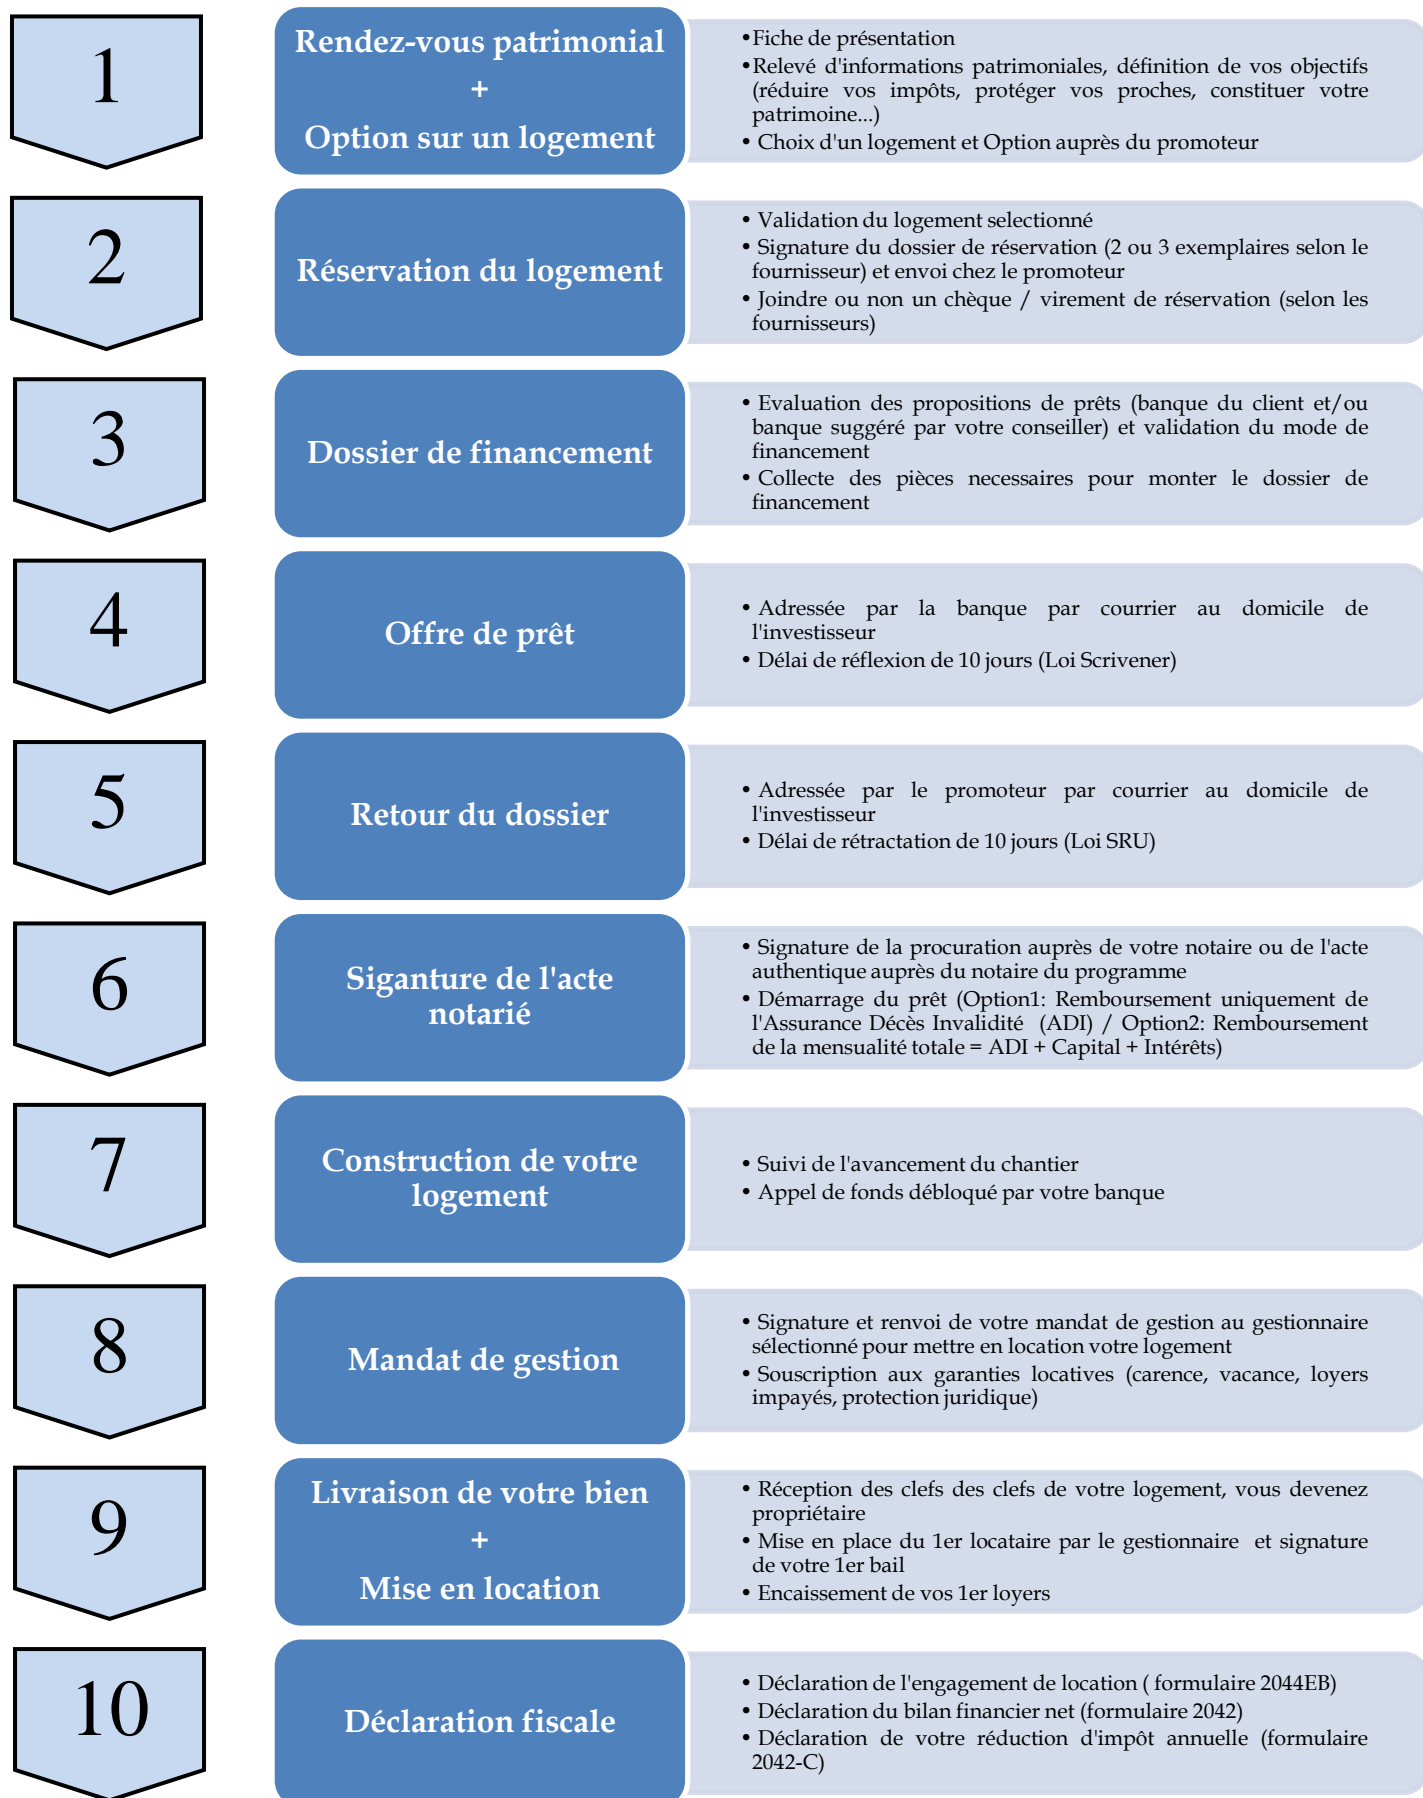 1
Rendez-vous patrimonial
+
Option sur un logement
•Fiche de présentation
•Relevé d'informations patrimoniales, définition de vos objectifs
(réduire vos impôts, protéger vos proches, constituer votre
patrimoine...)
• Choix d'un logement et Option auprès du promoteur
2
Réservation du logement
• Validation du logement selectionné
• Signature du dossier de réservation (2 ou 3 exemplaires selon le
fournisseur) et envoi chez le promoteur
• Joindre ou non un chèque / virement de réservation (selon les
fournisseurs)
3
Dossier de financement
• Evaluation des propositions de prêts (banque du client et/ou
banque suggéré par votre conseiller) et validation du mode de
financement
• Collecte des pièces necessaires pour monter le dossier de
financement
4
Offre de prêt
• Adressée par la banque par courrier au domicile de
l'investisseur
• Délai de réflexion de 10 jours (Loi Scrivener)
5
Retour du dossier
• Adressée par le promoteur par courrier au domicile de
l'investisseur
• Délai de rétractation de 10 jours (Loi SRU)
6
Siganture de l'acte
notarié
• Signature de la procuration auprès de votre notaire ou de l'acte
authentique auprès du notaire du programme
• Démarrage du prêt (Option1: Remboursement uniquement de
l'Assurance Décès Invalidité (ADI) / Option2: Remboursement
de la mensualité totale = ADI + Capital + Intérêts)
7
Construction de votre
logement
• Suivi de l'avancement du chantier
• Appel de fonds débloqué par votre banque
8
Mandat de gestion
• Signature et renvoi de votre mandat de gestion au gestionnaire
sélectionné pour mettre en location votre logement
• Souscription aux garanties locatives (carence, vacance, loyers
impayés, protection juridique)
9
Livraison de votre bien
+
Mise en location
• Réception des clefs des clefs de votre logement, vous devenez
propriétaire
• Mise en place du 1er locataire par le gestionnaire et signature
de votre 1er bail
• Encaissement de vos 1er loyers
10
Déclaration fiscale
• Déclaration de l'engagement de location ( formulaire 2044EB)
• Déclaration du bilan financier net (formulaire 2042)
• Déclaration de votre réduction d'impôt annuelle (formulaire
2042-C)